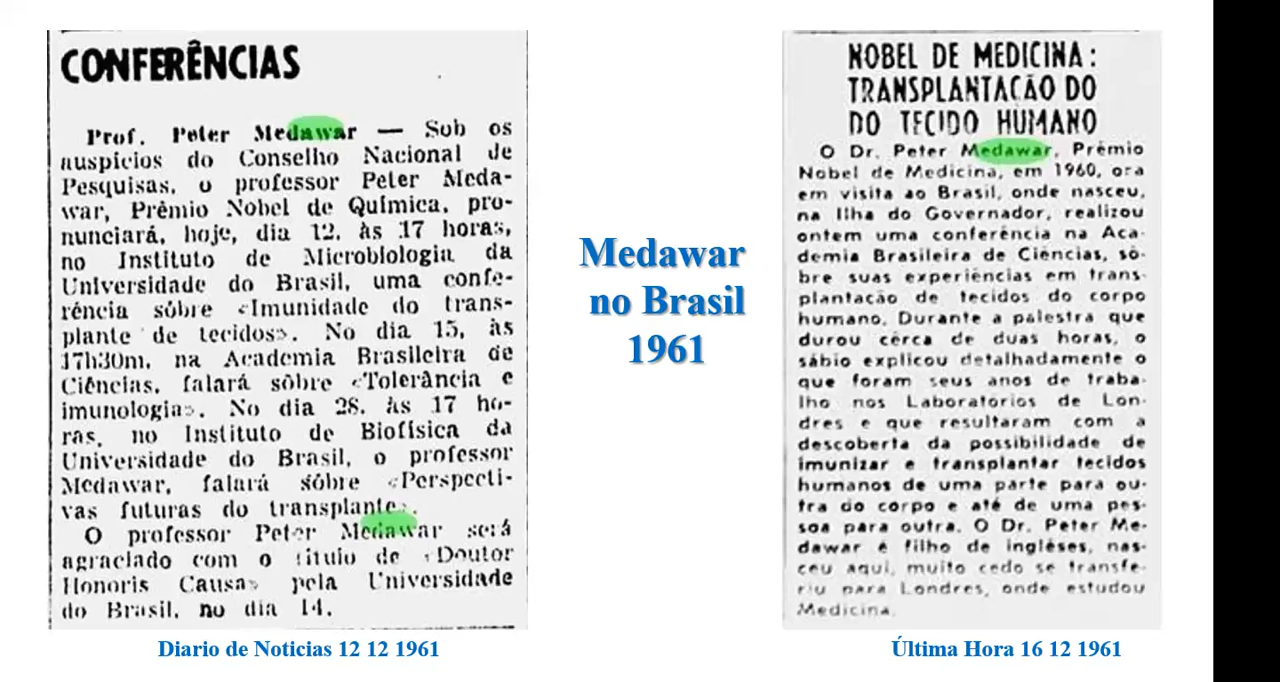 CONFERÊNCIAS
Prof. Peter Medawar — Sob os
auspícios do Conselho Nacional de
Pesquisas, o professor Peter Meda-
war, Prêmio Nobel de Química, pro-
nunciará, hoje, dia 12, às 17 horas,
no Instituto de Microbiologia da
Universidade do Brasil, uma confe-
rência sôbre «Imunidade do trans-
plante de tecidos». No dia 15, às
17h30m, na Academia Brasileira de
Ciências, falará sôbre «Tolerância e
imunologia». No dia 28, às 17 ho-
ras, no Instituto de Biofísica da
Universidade do Brasil, o professor
Medawar, falará sôbre «Perspecti-
vas futuras do transplante».
O professor Peter Medawar será
agraciado com o título de «Doutor
Honoris Causa» pela Universidade
do Brasil, no dia 14.
Diario de Noticias 12 12 1961
Medawar
no Brasil
1961
NOBEL DE MEDICINA:
TRANSPLANTAÇÃO DO
DO TECIDO HUMANO
O Dr. Peter Medawar, Prêmio
Nobel de Medicina, em 1960, ora
em visita ao Brasil, onde nasceu,
na Ilha do Governador, realizou
ontem uma conferência na Aca-
demia Brasileira de Ciências, sô-
bre suas experiências em trans-
plantação de tecidos do corpo
humano. Durante a palestra que
durou cêrca de duas horas, o
sábio explicou detalhadamente o
que foram seus anos de traba-
lho nos Laboratórios de Lon-
dres e que resultaram com a
descoberta da possibilidade de
imunizar e transplantar tecidos
humanos de uma parte para ou-
tra do corpo e até de uma pes-
soa para outra. O Dr. Peter Me-
dawar é filho de inglêses, nas-
ceu aqui, muito cedo se transfe-
riu para Londres, onde estudou
Medicina.
Última Hora 16 12 1961